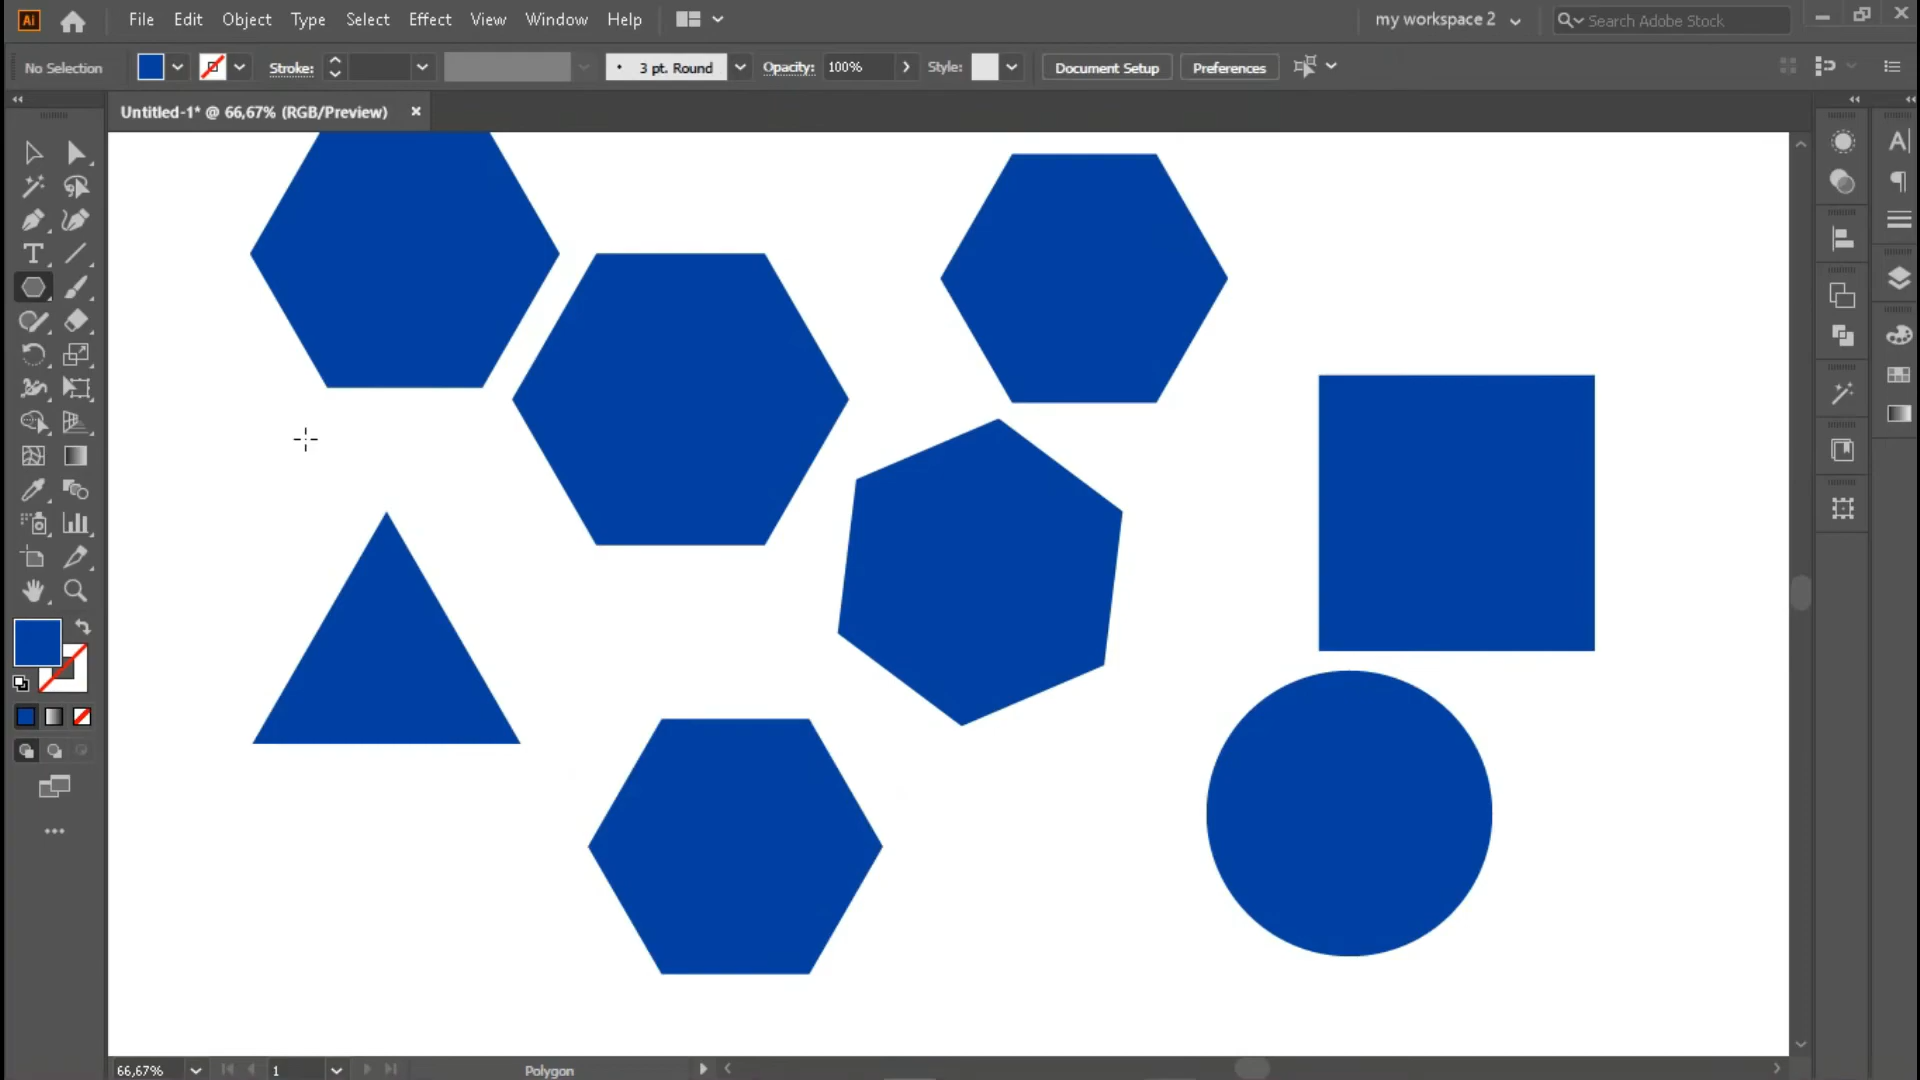 Ai File Edit Object Type Select Effect View Window Help my workspace 2 Search Adobe Stock
No Selection Stroke: 3 pt. Round Opacity: 100% Style: Document Setup Preferences
Untitled-1* @ 66,67% (RGB/Preview)
66,67% 1 Polygon